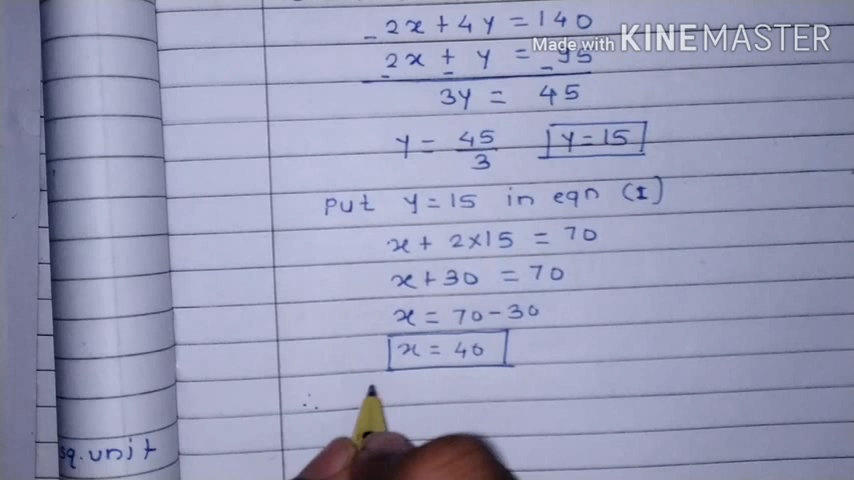 2x + 4y = 140
Made with KINEMASTER
- 2x + y = 95
- - -
3y = 45
y = 45/3 y = 15
Put y = 15 in eqn (I)
x + 2×15 = 70
x + 30 = 70
x = 70 - 30
x = 40
∴
sq. unit